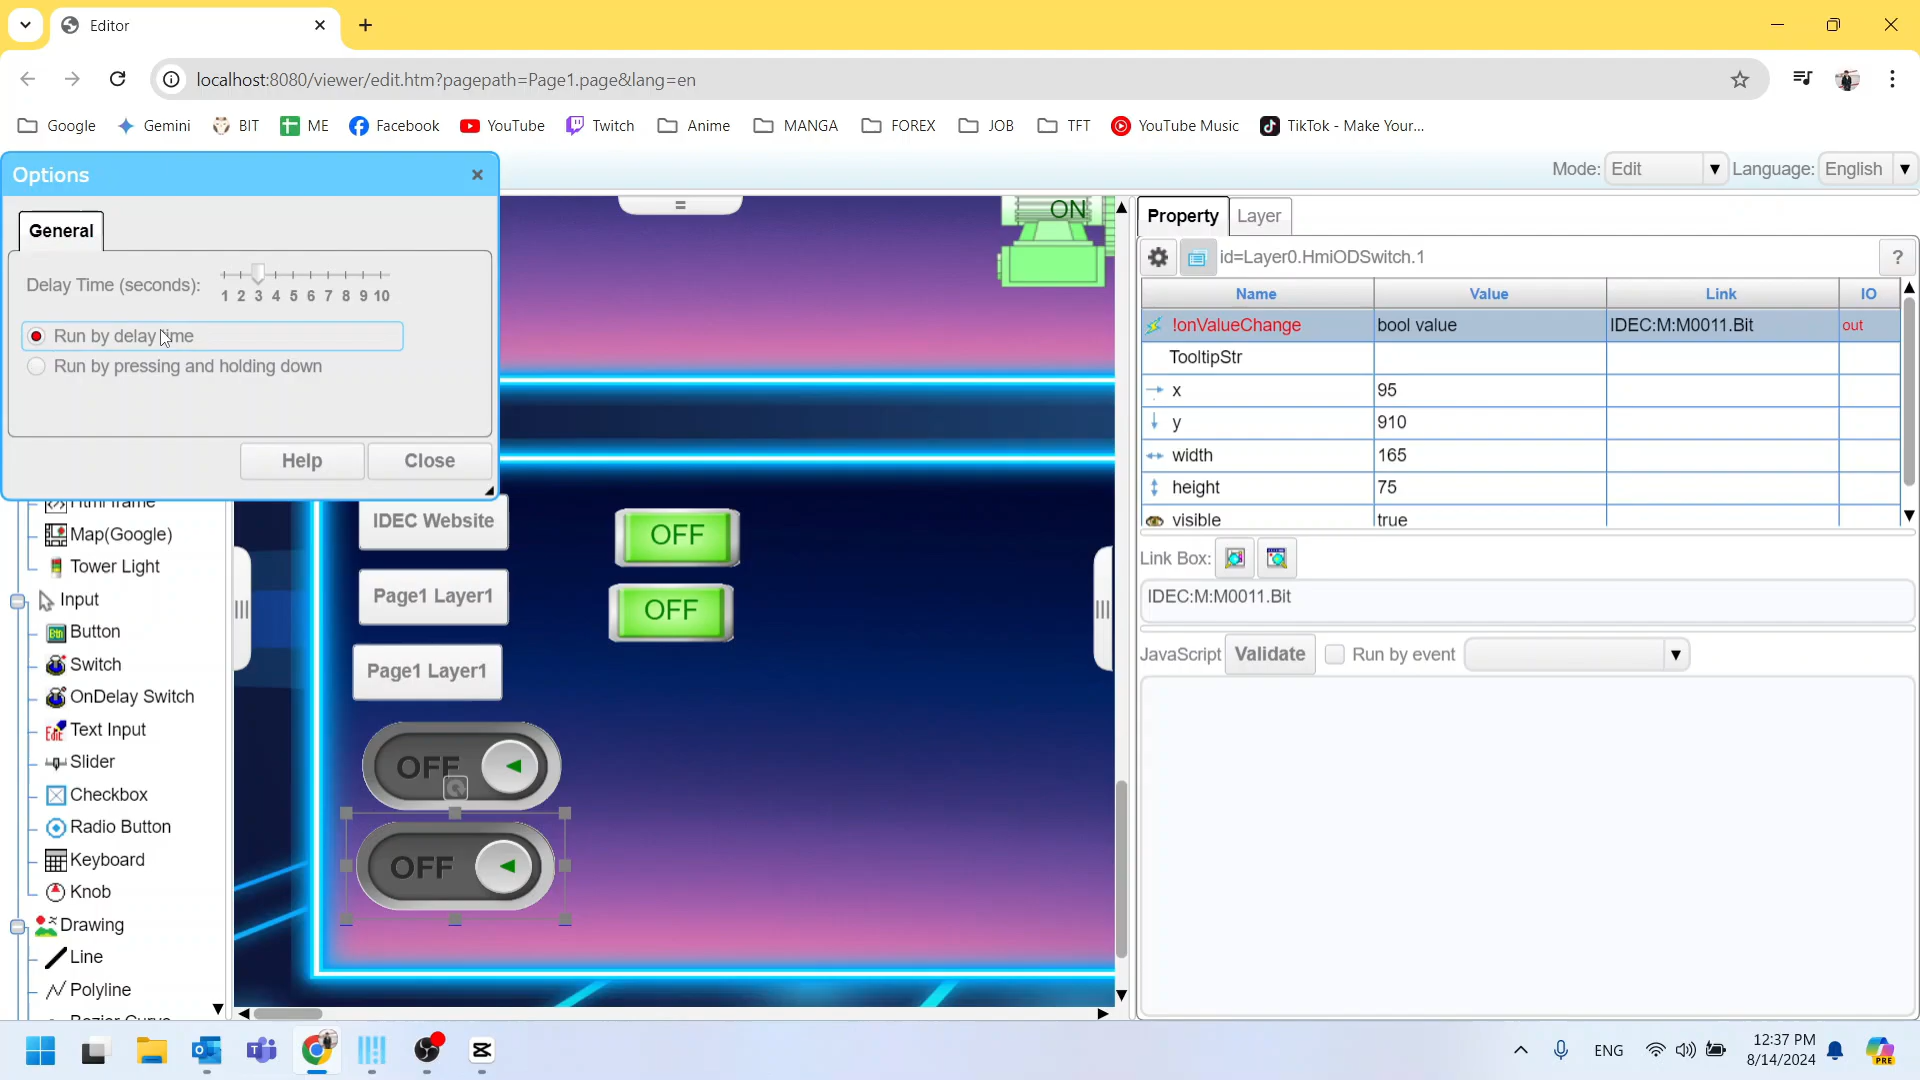 Editor
localhost:8080/viewer/edit.htm?pagepath=Page1.page&lang=en
Google Gemini BIT ME Facebook YouTube Twitch Anime MANGA FOREX JOB TFT YouTube Music TikTok - Make Your...
Mode: Edit Language: English
Options
General
Delay Time (seconds):
1 2 3 4 5 6 7 8 9 10
Run by delay time
Run by pressing and holding down
Help Close
Map(Google)
Tower Light
Input
Button
Switch
OnDelay Switch
Text Input
Slider
Checkbox
Radio Button
Keyboard
Knob
Drawing
Line
Polyline
ON
IDEC Website
OFF
Page1 Layer1
OFF
Page1 Layer1
OFF
OFF
Property Layer
id=Layer0.HmiODSwitch.1 ?
Name Value Link IO
!onValueChange bool value IDEC:M:M0011.Bit out
TooltipStr
x 95
y 910
width 165
height 75
visible true
Link Box:
IDEC:M:M0011.Bit
JavaScript Validate Run by event
ENG
12:37 PM
8/14/2024
PRE